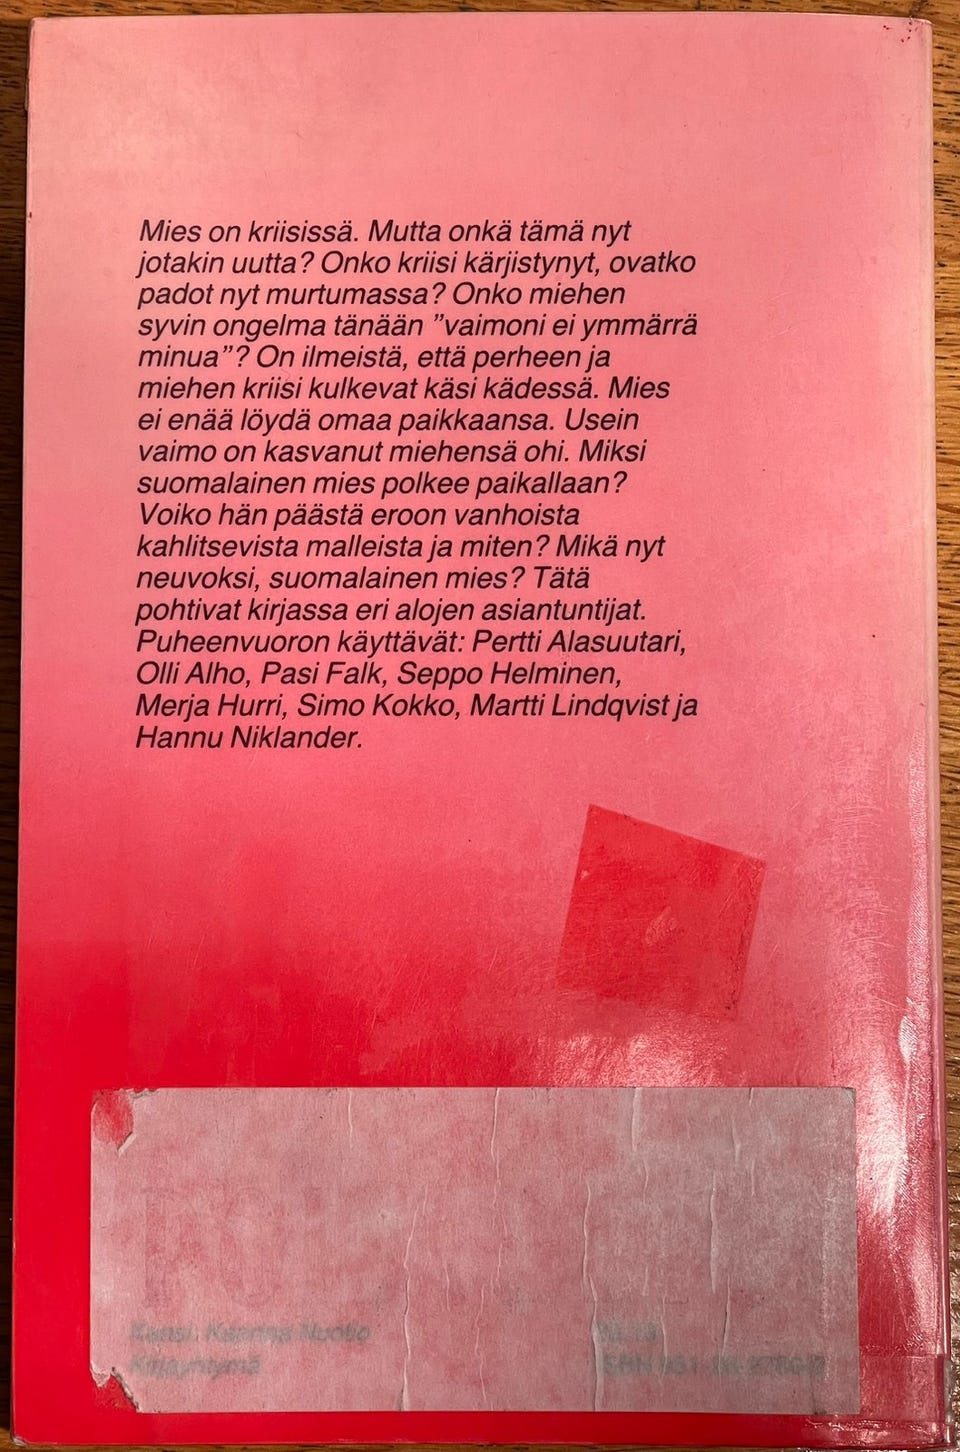 Mies on kriisissä. Mutta onkä tämä nyt
jotakin uutta? Onko kriisi kärjistynyt, ovatko
padot nyt murtumassa? Onko miehen
syvin ongelma tänään ”vaimoni ei ymmärrä
minua”? On ilmeistä, että perheen ja
miehen kriisi kulkevat käsi kädessä. Mies
ei enää löydä omaa paikkaansa. Usein
vaimo on kasvanut miehensä ohi. Miksi
suomalainen mies polkee paikallaan?
Voiko hän päästä eroon vanhoista
kahlitsevista malleista ja miten? Mikä nyt
neuvoksi, suomalainen mies? Tätä
pohtivat kirjassa eri alojen asiantuntijat.
Puheenvuoron käyttävät: Pertti Alasuutari,
Olli Alho, Pasi Falk, Seppo Helminen,
Merja Hurri, Simo Kokko, Martti Lindqvist ja
Hannu Niklander.
Kansi: Nuotio
Kirjayhtymä
ISBN